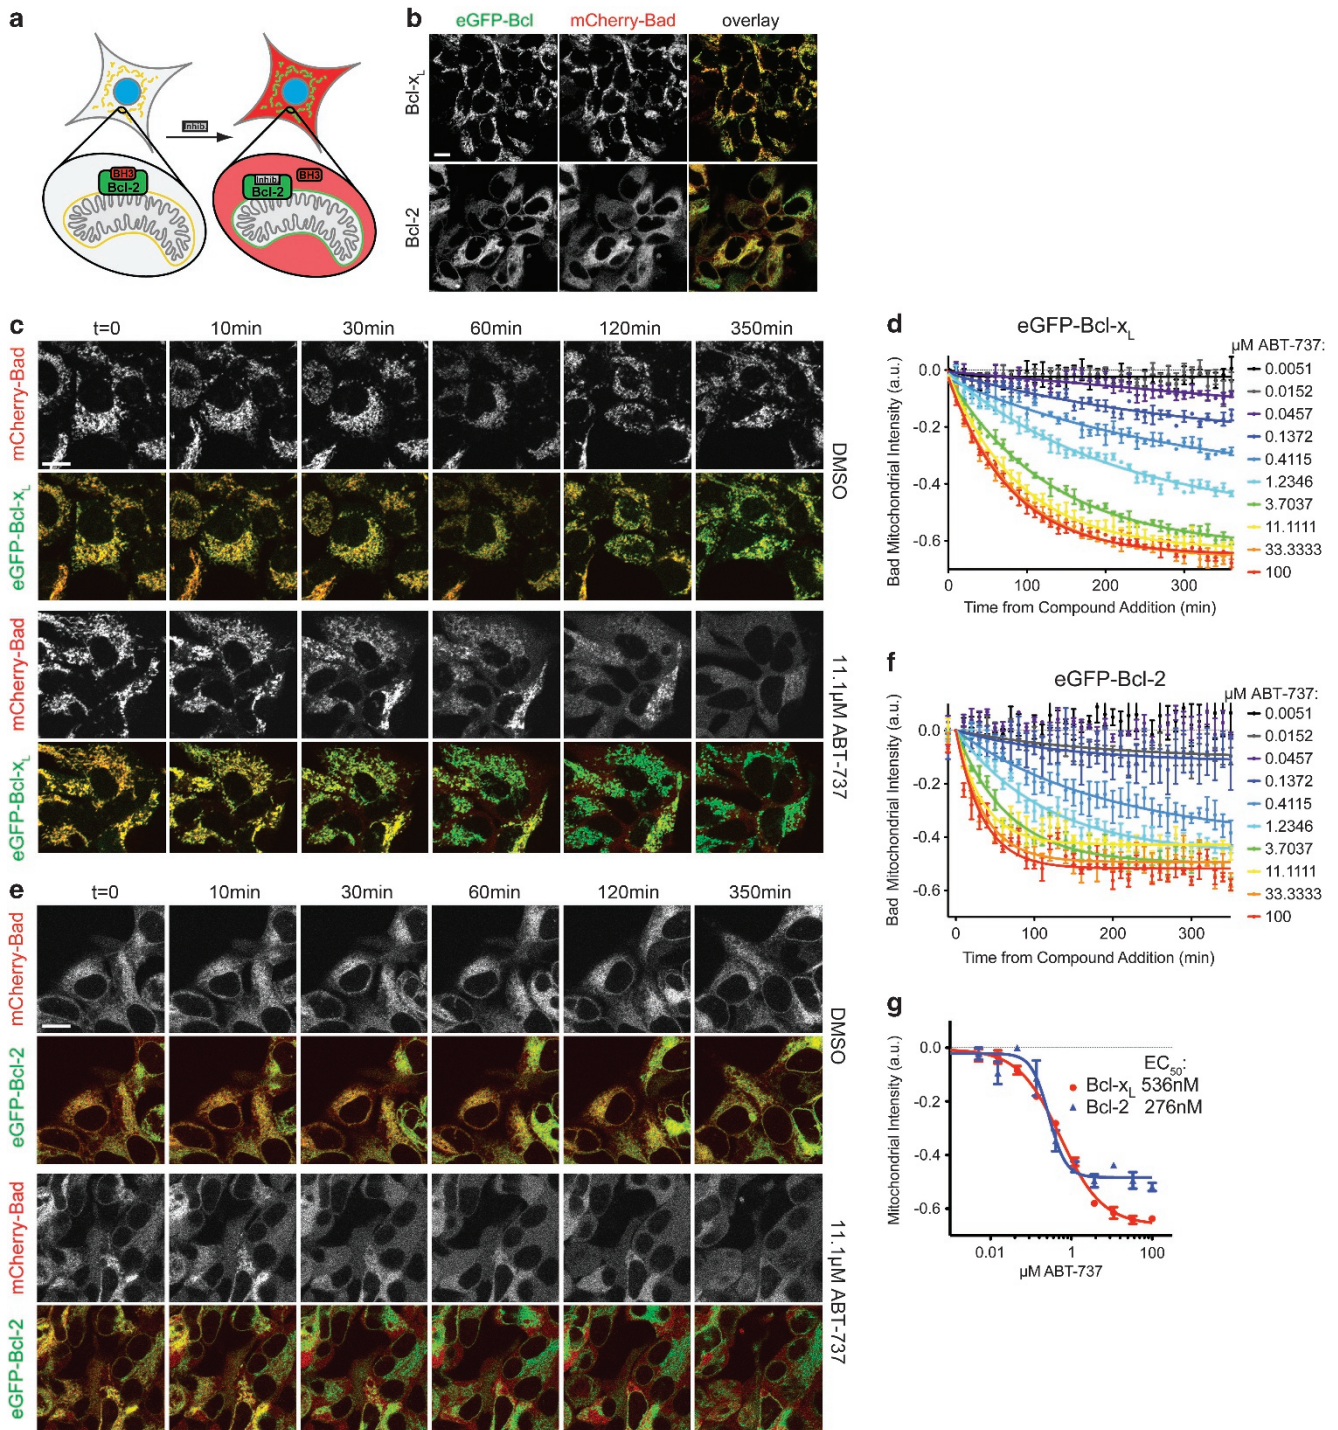 a
Inhib
BH3
Bcl-2
Inhib
BH3
Bcl-2
b
eGFP-Bcl
mCherry-Bad
overlay
Bcl-xL
Bcl-2
c
t=0
10min
30min
60min
120min
350min
mCherry-Bad
eGFP-Bcl-xL
DMSO
mCherry-Bad
eGFP-Bcl-xL
11.1µM ABT-737
d
eGFP-Bcl-xL
µM ABT-737:
0.0051
0.0152
0.0457
0.1372
0.4115
1.2346
3.7037
11.1111
33.3333
100
Bad Mitochondrial Intensity (a.u.)
0.0
-0.2
-0.4
-0.6
0
100
200
300
Time from Compound Addition (min)
e
t=0
10min
30min
60min
120min
350min
mCherry-Bad
eGFP-Bcl-2
DMSO
mCherry-Bad
eGFP-Bcl-2
11.1µM ABT-737
f
eGFP-Bcl-2
µM ABT-737:
0.0051
0.0152
0.0457
0.1372
0.4115
1.2346
3.7037
11.1111
33.3333
100
Bad Mitochondrial Intensity (a.u.)
0.0
-0.2
-0.4
-0.6
0
100
200
300
Time from Compound Addition (min)
g
Mitochondrial Intensity (a.u.)
0.0
-0.2
-0.4
-0.6
EC50:
Bcl-xL 536nM
Bcl-2 276nM
0.01
1
100
µM ABT-737